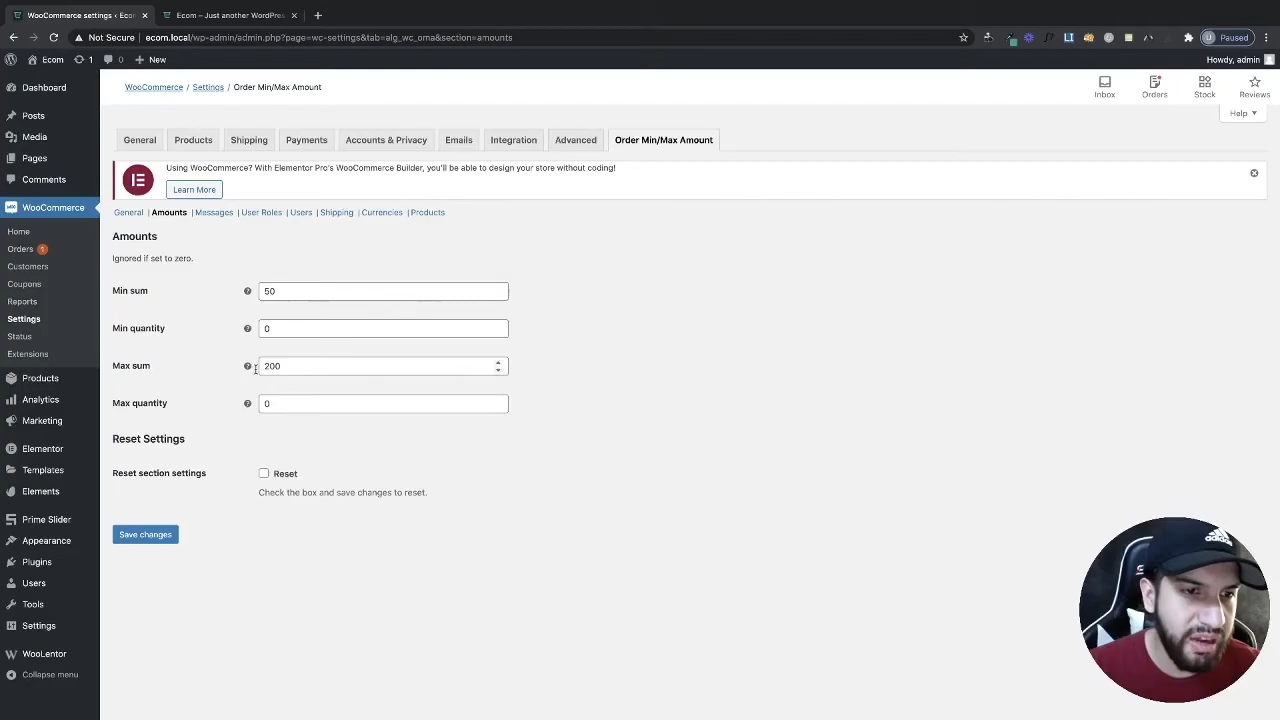 WooCommerce settings ‹ Ecom
Ecom – Just another WordPres
Not Secure | ecom.local/wp-admin/admin.php?page=wc-settings&tab=alg_wc_oma&section=amounts
LI Paused
Ecom 1 0 New
Howdy, admin
WooCommerce / Settings / Order Min/Max Amount
Inbox
Orders
Stock
Reviews
Help
Dashboard
Posts
Media
Pages
Comments
WooCommerce
Home
Orders 1
Customers
Coupons
Reports
Settings
Status
Extensions
Products
Analytics
Marketing
Elementor
Templates
Elements
Prime Slider
Appearance
Plugins
Users
Tools
Settings
WooLentor
Collapse menu
General
Products
Shipping
Payments
Accounts & Privacy
Emails
Integration
Advanced
Order Min/Max Amount
Using WooCommerce? With Elementor Pro's WooCommerce Builder, you'll be able to design your store without coding!
Learn More
General | Amounts | Messages | User Roles | Users | Shipping | Currencies | Products
Amounts
Ignored if set to zero.
Min sum 50
Min quantity 0
Max sum 200
Max quantity 0
Reset Settings
Reset section settings Reset
Check the box and save changes to reset.
Save changes
adidas